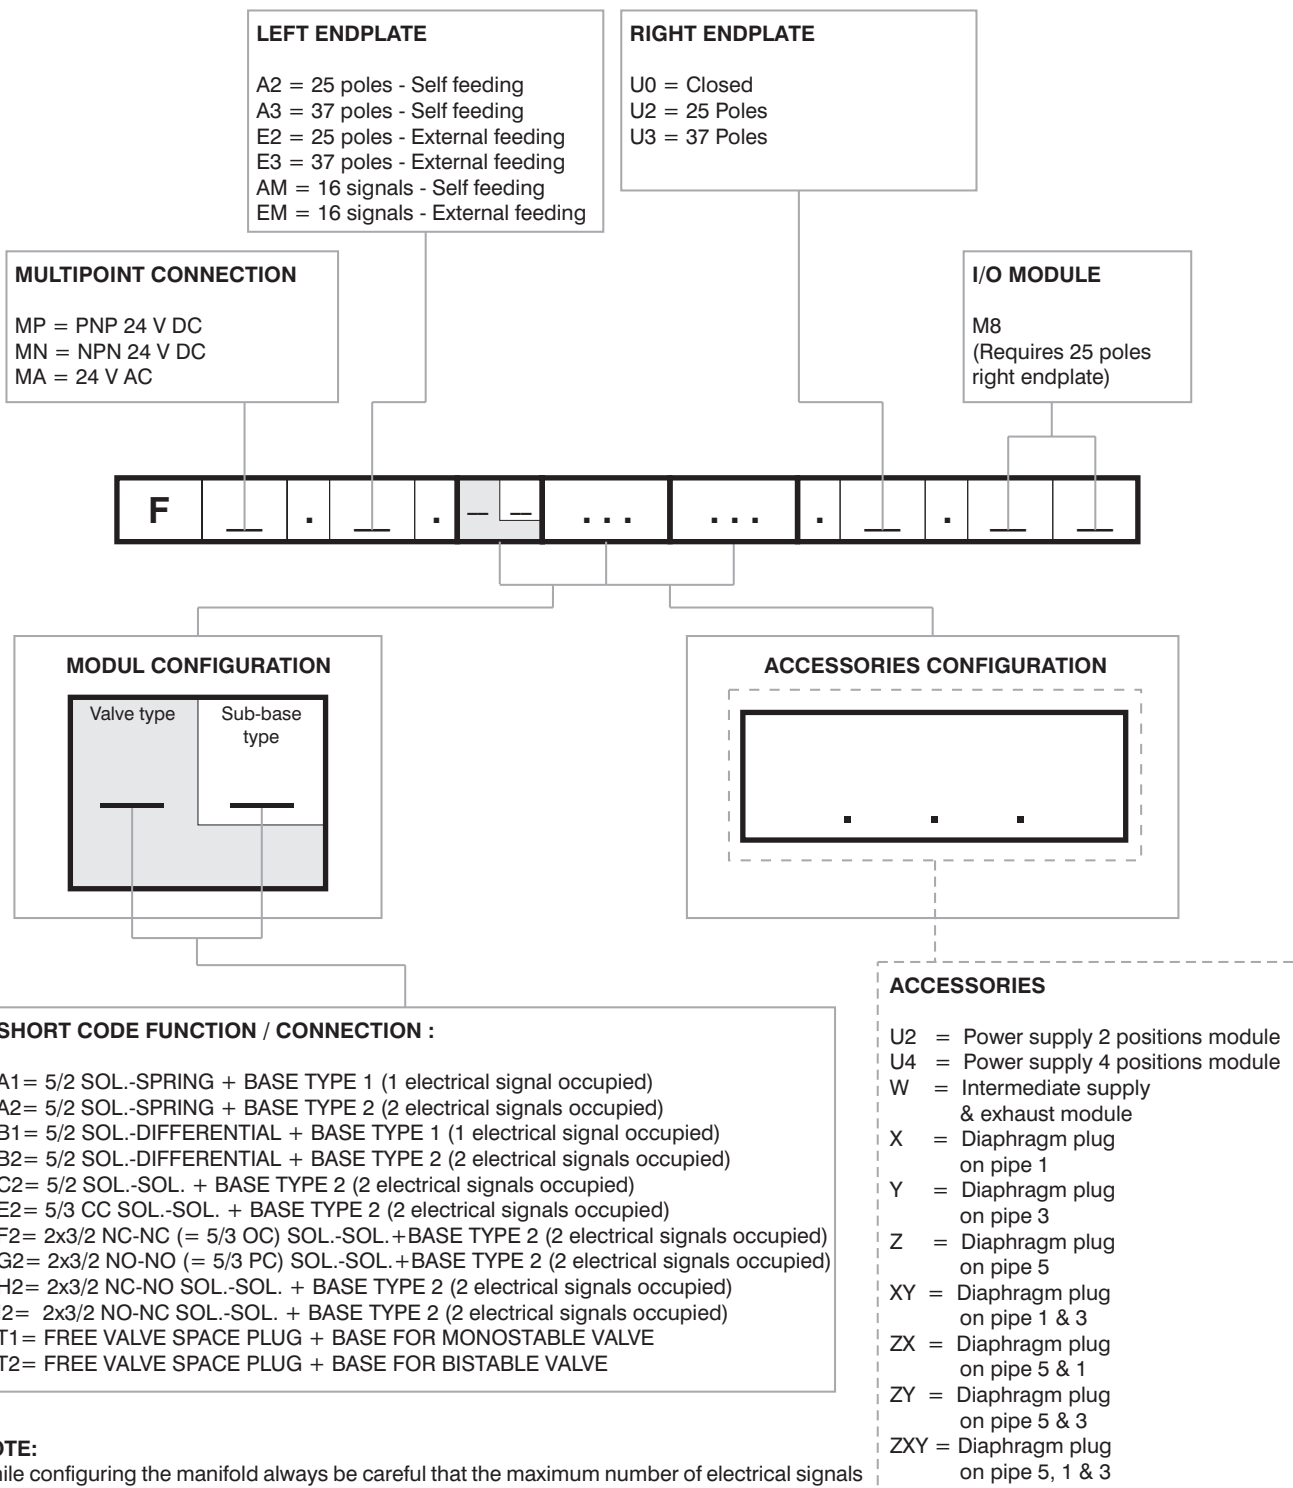 LEFT ENDPLATE
A2 = 25 poles - Self feeding
A3 = 37 poles - Self feeding
E2 = 25 poles - External feeding
E3 = 37 poles - External feeding
AM = 16 signals - Self feeding
EM = 16 signals - External feeding
RIGHT ENDPLATE
U0 = Closed
U2 = 25 Poles
U3 = 37 Poles
MULTIPOINT CONNECTION
MP = PNP 24 V DC
MN = NPN 24 V DC
MA = 24 V AC
I/O MODULE
M8
(Requires 25 poles
right endplate)
F __ . __ . __ __ ... ... . __ . __ __
MODUL CONFIGURATION
Valve type
Sub-base
type
ACCESSORIES CONFIGURATION
. . .
SHORT CODE FUNCTION / CONNECTION :
A1= 5/2 SOL.-SPRING + BASE TYPE 1 (1 electrical signal occupied)
A2= 5/2 SOL.-SPRING + BASE TYPE 2 (2 electrical signals occupied)
B1= 5/2 SOL.-DIFFERENTIAL + BASE TYPE 1 (1 electrical signal occupied)
B2= 5/2 SOL.-DIFFERENTIAL + BASE TYPE 2 (2 electrical signals occupied)
C2= 5/2 SOL.-SOL. + BASE TYPE 2 (2 electrical signals occupied)
E2= 5/3 CC SOL.-SOL. + BASE TYPE 2 (2 electrical signals occupied)
F2= 2x3/2 NC-NC (= 5/3 OC) SOL.-SOL.+BASE TYPE 2 (2 electrical signals occupied)
G2= 2x3/2 NO-NO (= 5/3 PC) SOL.-SOL.+BASE TYPE 2 (2 electrical signals occupied)
H2= 2x3/2 NC-NO SOL.-SOL. + BASE TYPE 2 (2 electrical signals occupied)
2= 2x3/2 NO-NC SOL.-SOL. + BASE TYPE 2 (2 electrical signals occupied)
T1= FREE VALVE SPACE PLUG + BASE FOR MONOSTABLE VALVE
T2= FREE VALVE SPACE PLUG + BASE FOR BISTABLE VALVE
OTE:
ile configuring the manifold always be careful that the maximum number of electrical signals
ACCESSORIES
U2 = Power supply 2 positions module
U4 = Power supply 4 positions module
W = Intermediate supply
& exhaust module
X = Diaphragm plug
on pipe 1
Y = Diaphragm plug
on pipe 3
Z = Diaphragm plug
on pipe 5
XY = Diaphragm plug
on pipe 1 & 3
ZX = Diaphragm plug
on pipe 5 & 1
ZY = Diaphragm plug
on pipe 5 & 3
ZXY = Diaphragm plug
on pipe 5, 1 & 3